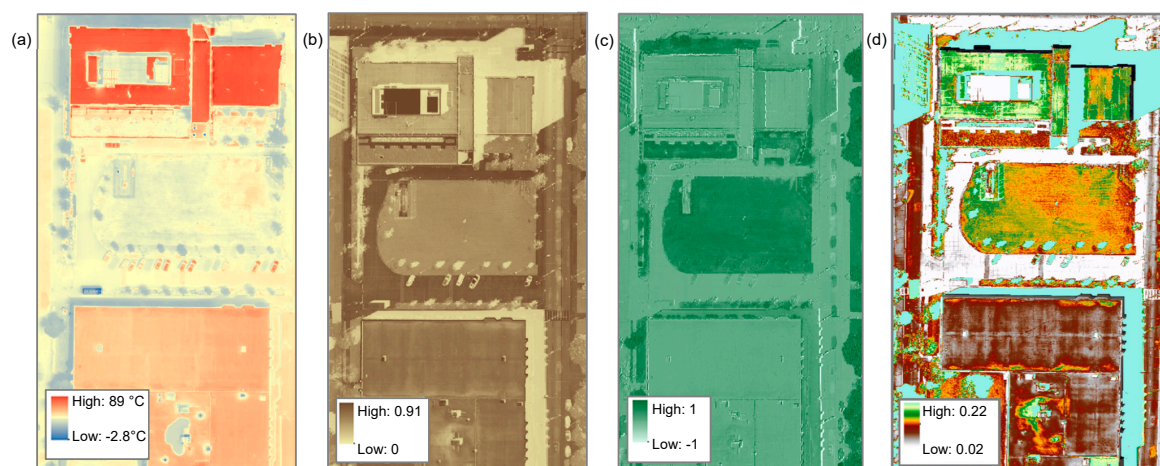 (a)
High: 89 °C
Low: -2.8°C
(b)
High: 0.91
Low: 0
(c)
High: 1
Low: -1
(d)
High: 0.22
Low: 0.02